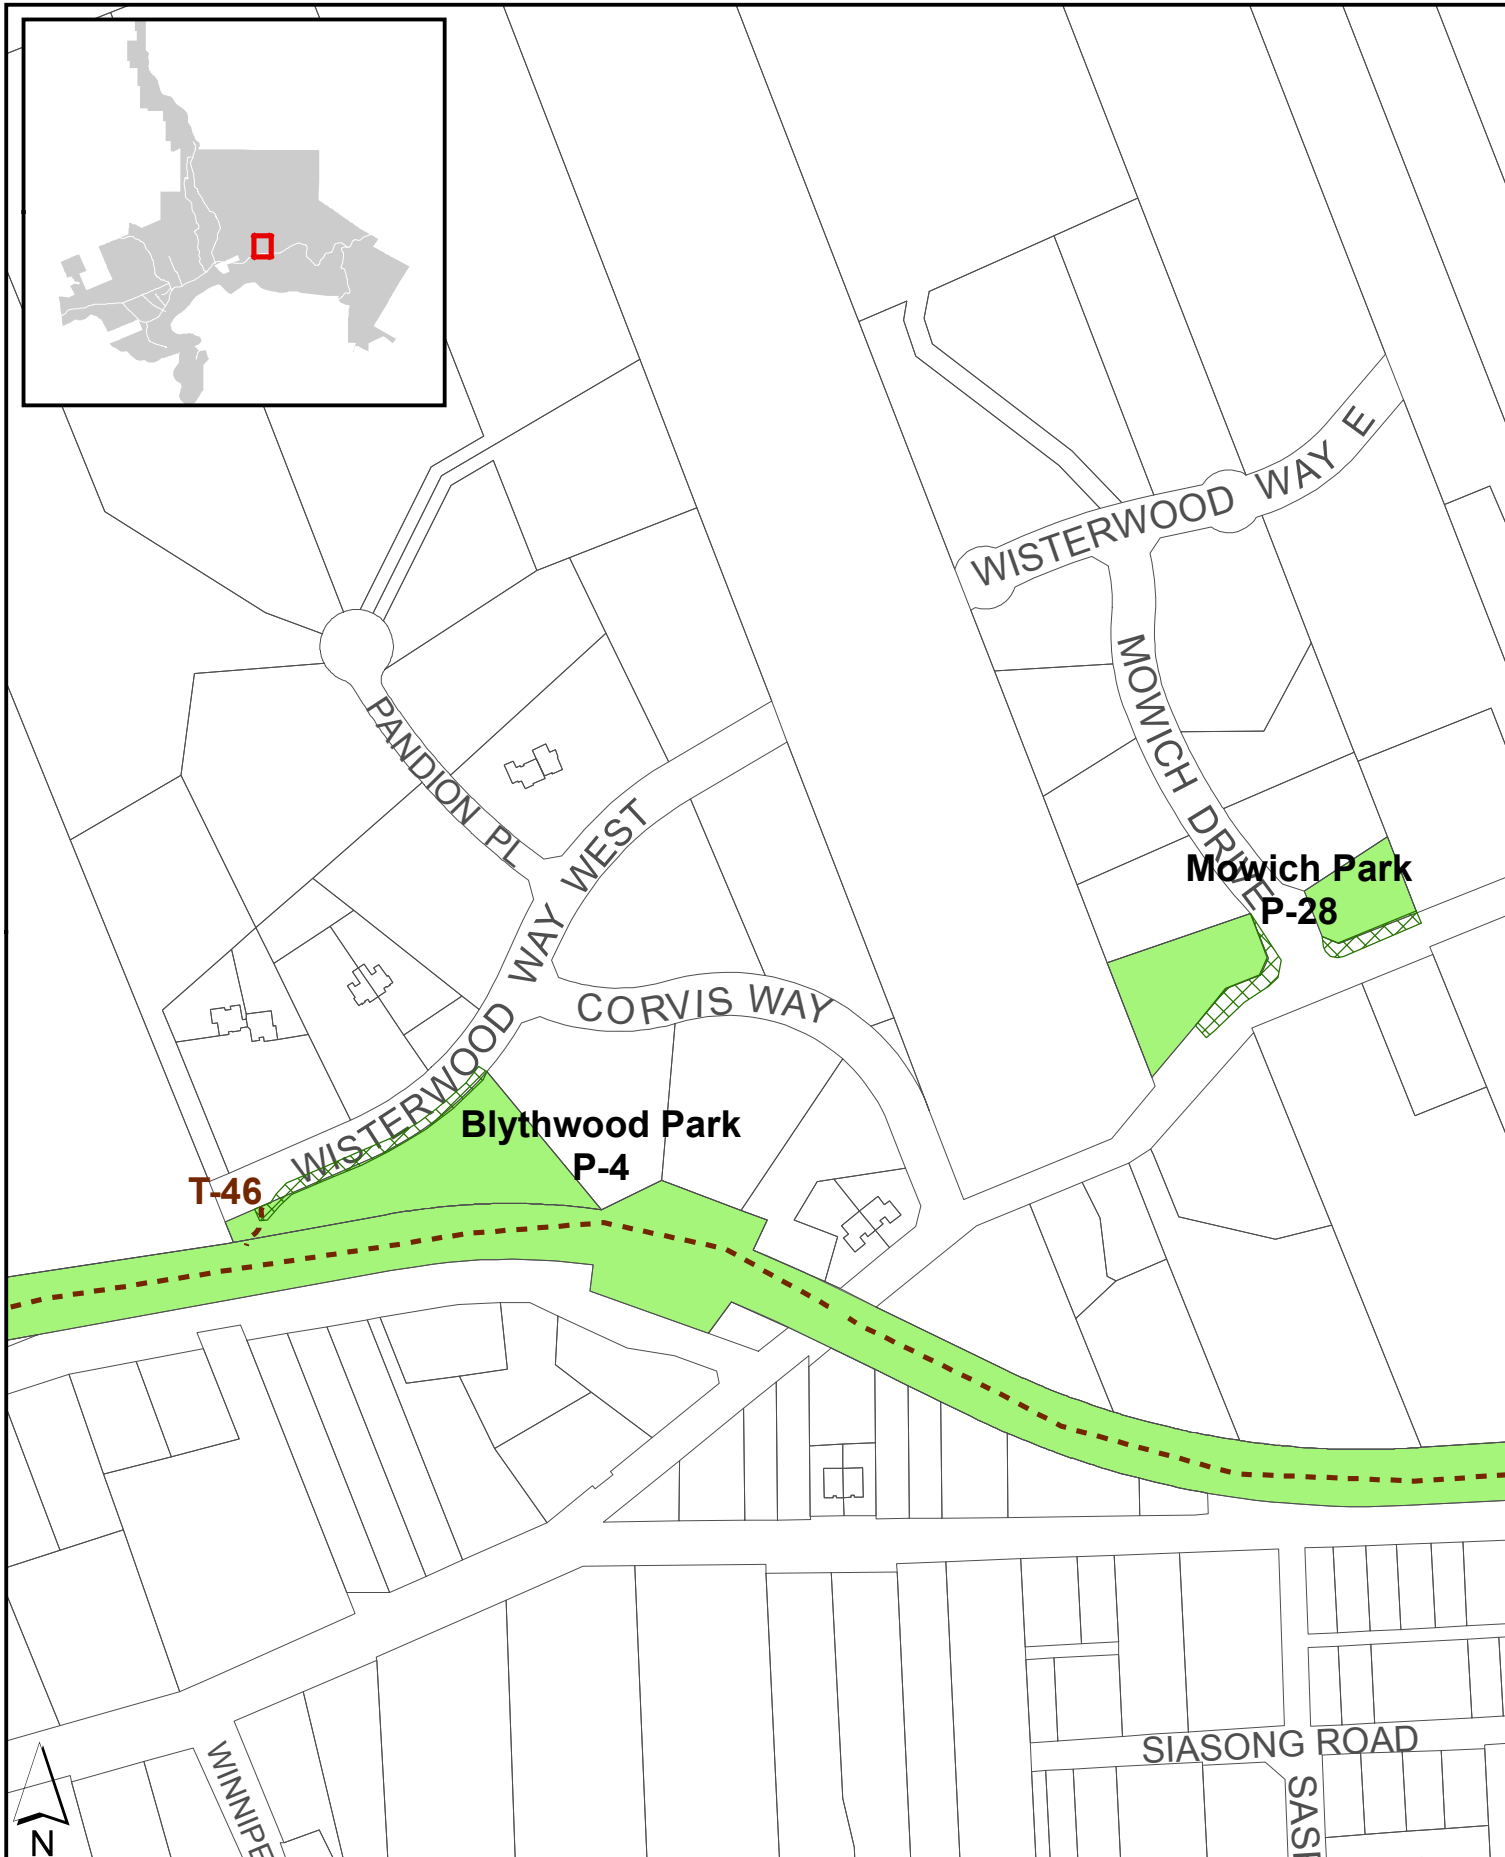 WISTERWOOD WAY E
MOWICH DRIVE
PANDION PL
WISTERWOOD WAY WEST
Mowich Park
P-28
CORVIS WAY
Blythwood Park
P-4
T-46
SIASONG ROAD
N